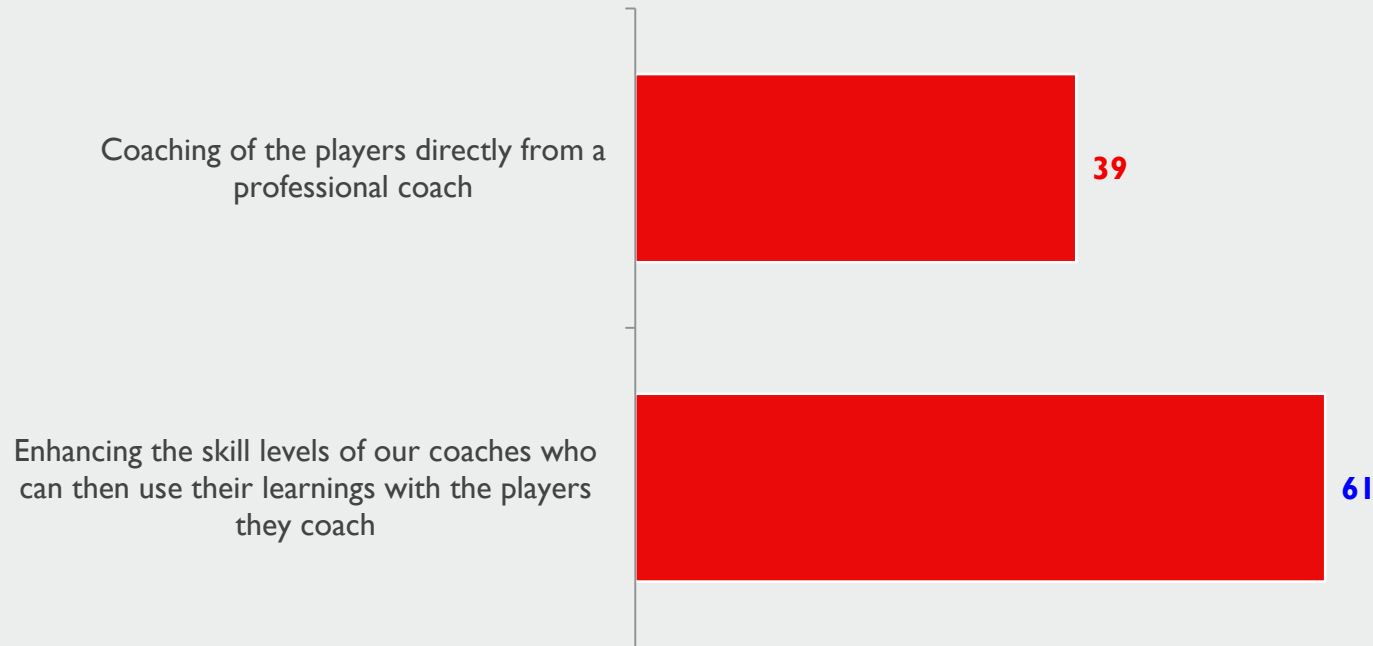 Coaching of the players directly from a
professional coach
39
Enhancing the skill levels of our coaches who
can then use their learnings with the players
they coach
61